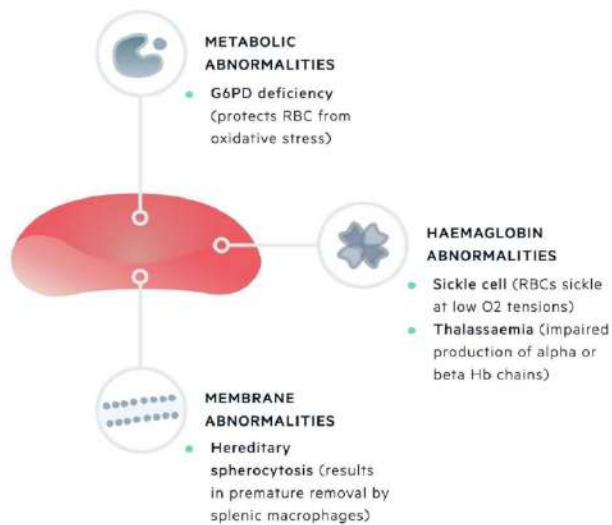 METABOLIC
ABNORMALITIES
• G6PD deficiency
(protects RBC from
oxidative stress)
HAEMAGLOBIN
ABNORMALITIES
• Sickle cell (RBCs sickle
at low O2 tensions)
• Thalassaemia (impaired
production of alpha or
beta Hb chains)
MEMBRANE
ABNORMALITIES
• Hereditary
spherocytosis (results
in premature removal by
splenic macrophages)